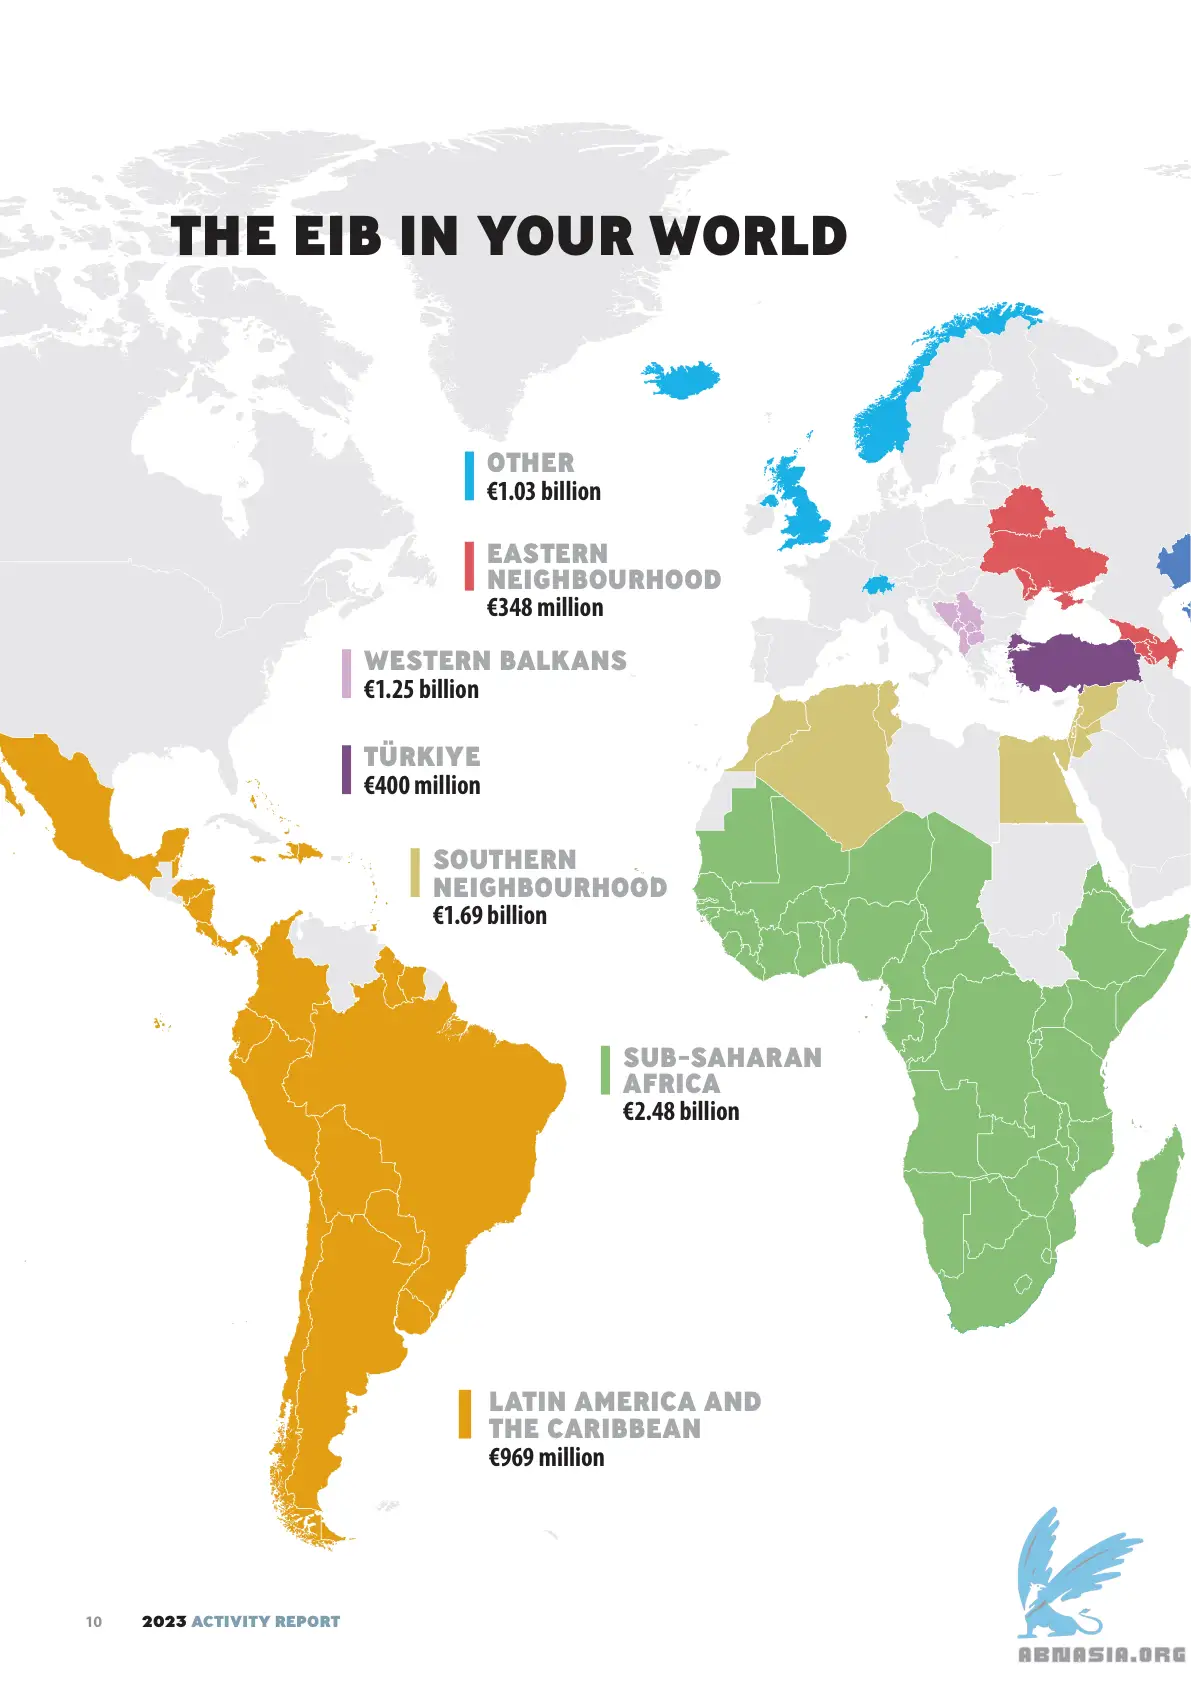 THE EIB IN YOUR WORLD
OTHER
€1.03 billion
EASTERN
NEIGHBOURHOOD
€348 million
WESTERN BALKANS
€1.25 billion
TÜRKIYE
€400 million
SOUTHERN
NEIGHBOURHOOD
€1.69 billion
SUB-SAHARAN
AFRICA
€2.48 billion
LATIN AMERICA AND
THE CARIBBEAN
€969 million
10 2023 ACTIVITY REPORT
ABNASIA.ORG